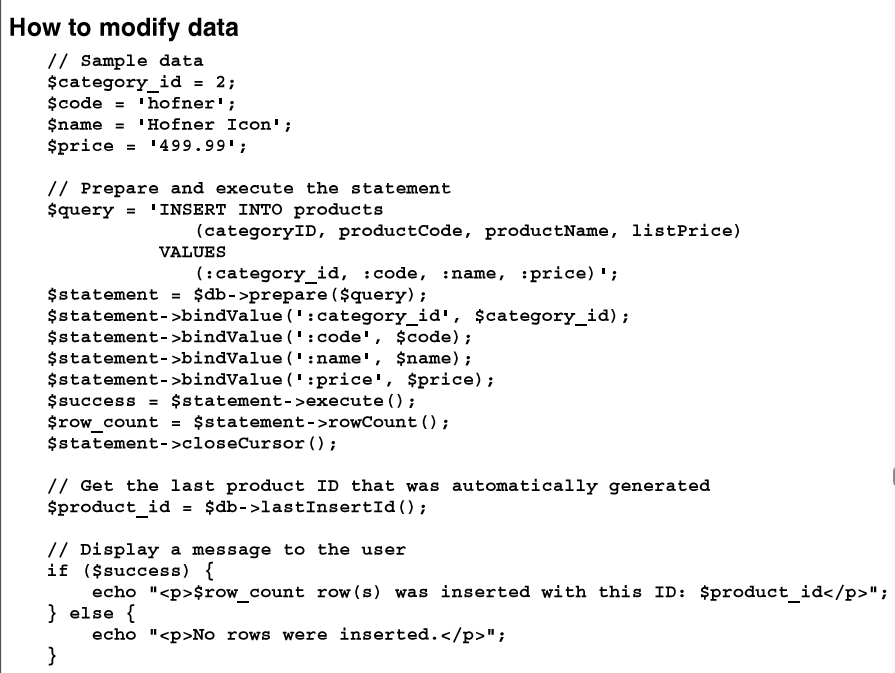 How to modify data
// Sample data
$category_id = 2;
$code = 'hofner';
$name = 'Hofner Icon';
$price = '499.99';
// Prepare and execute the statement
$query = 'INSERT INTO products
(categoryID, productCode, productName, listPrice)
VALUES
(:category_id, :code, :name, :price)';
$statement = $db->prepare($query);
$statement->bindValue(':category_id', $category_id);
$statement->bindValue(':code', $code);
$statement->bindValue(':name', $name);
$statement->bindValue(':price', $price);
$success = $statement->execute();
$row_count = $statement->rowCount();
$statement->closeCursor();
// Get the last product ID that was automatically generated
$product_id = $db->lastInsertId();
// Display a message to the user
if ($success) {
echo "<p>$row_count row(s) was inserted with this ID: $product_id</p>";
} else {
echo "<p>No rows were inserted.</p>";
}